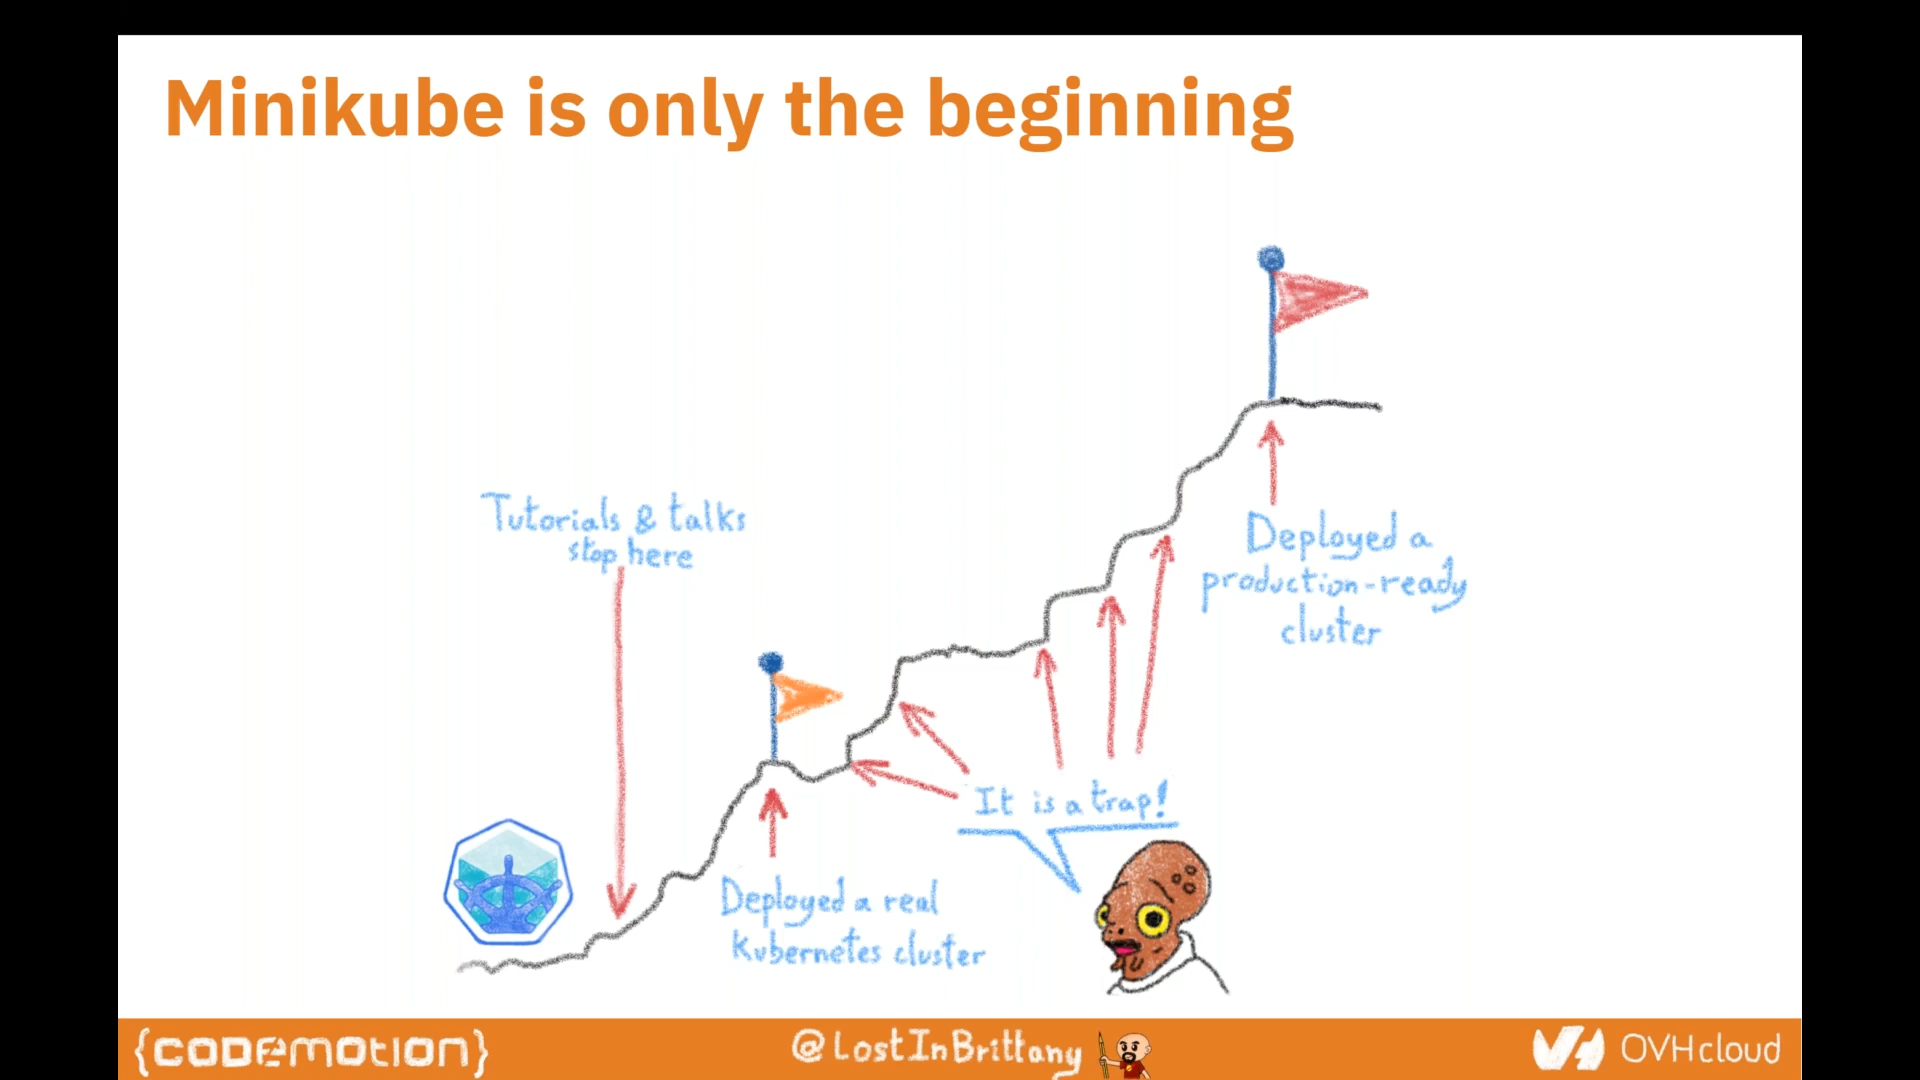 Minikube is only the beginning
Tutorials & talks
stop here
Deployed a
production-ready
cluster
It is a trap!
Deployed a real
Kubernetes cluster
{CODEMOTION}
@LostInBrittany
OVHcloud